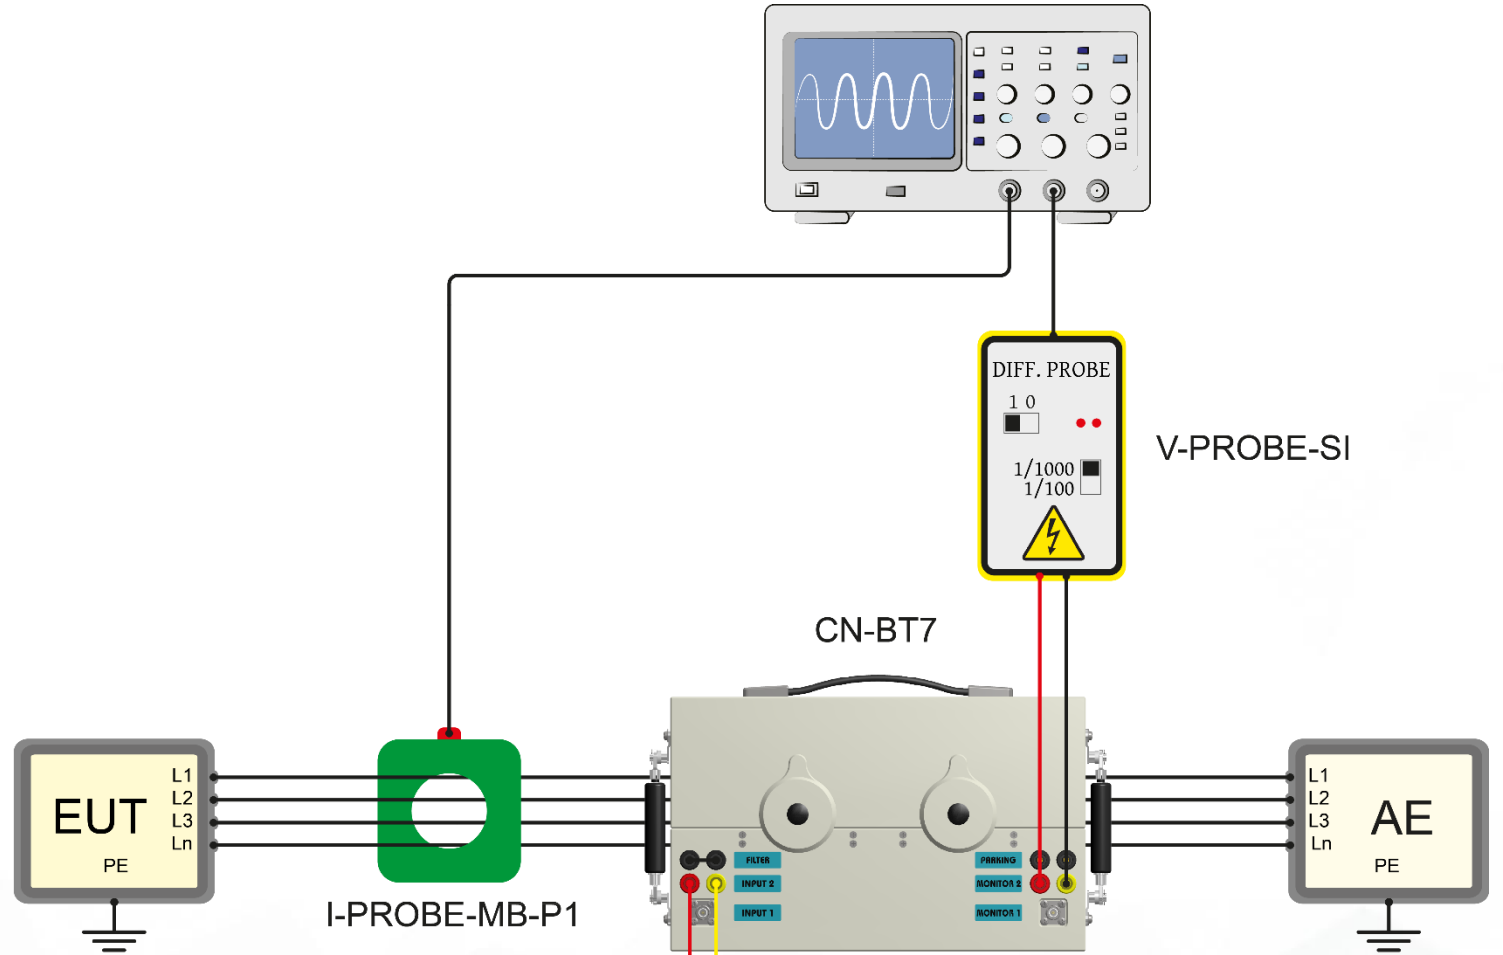 DIFF. PROBE
1 0
1/1000
1/100
V-PROBE-SI
CN-BT7
EUT
L1
L2
L3
Ln
PE
I-PROBE-MB-P1
FILTER
INPUT 2
INPUT 1
PARKING
MONITOR 2
MONITOR 1
L1
L2
L3
Ln
AE
PE